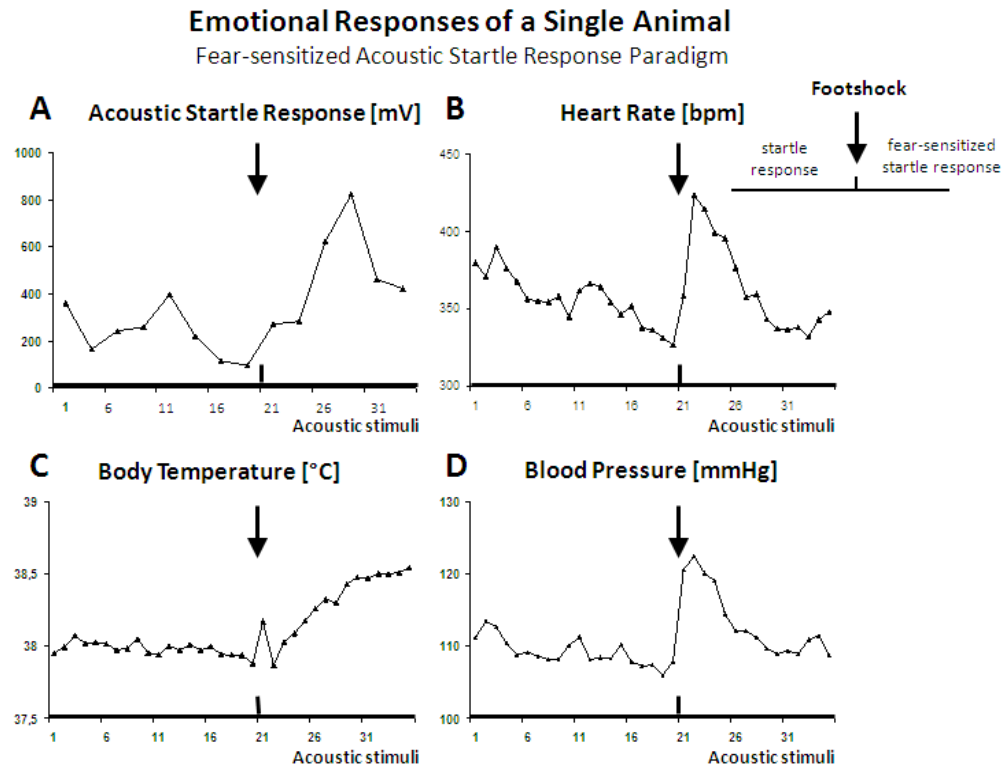 Emotional Responses of a Single Animal
Fear-sensitized Acoustic Startle Response Paradigm
A Acoustic Startle Response [mV]
1000
800
600
400
200
0
1 6 11 16 21 26 31
Acoustic stimuli
B Heart Rate [bpm]
450
400
350
300
1 6 11 16 21 26 31
Acoustic stimuli
Footshock
startle response
fear-sensitized startle response
C Body Temperature [°C]
39
38,5
38
37,5
1 6 11 16 21 26 31
Acoustic stimuli
D Blood Pressure [mmHg]
130
120
110
100
1 6 11 16 21 26 31
Acoustic stimuli